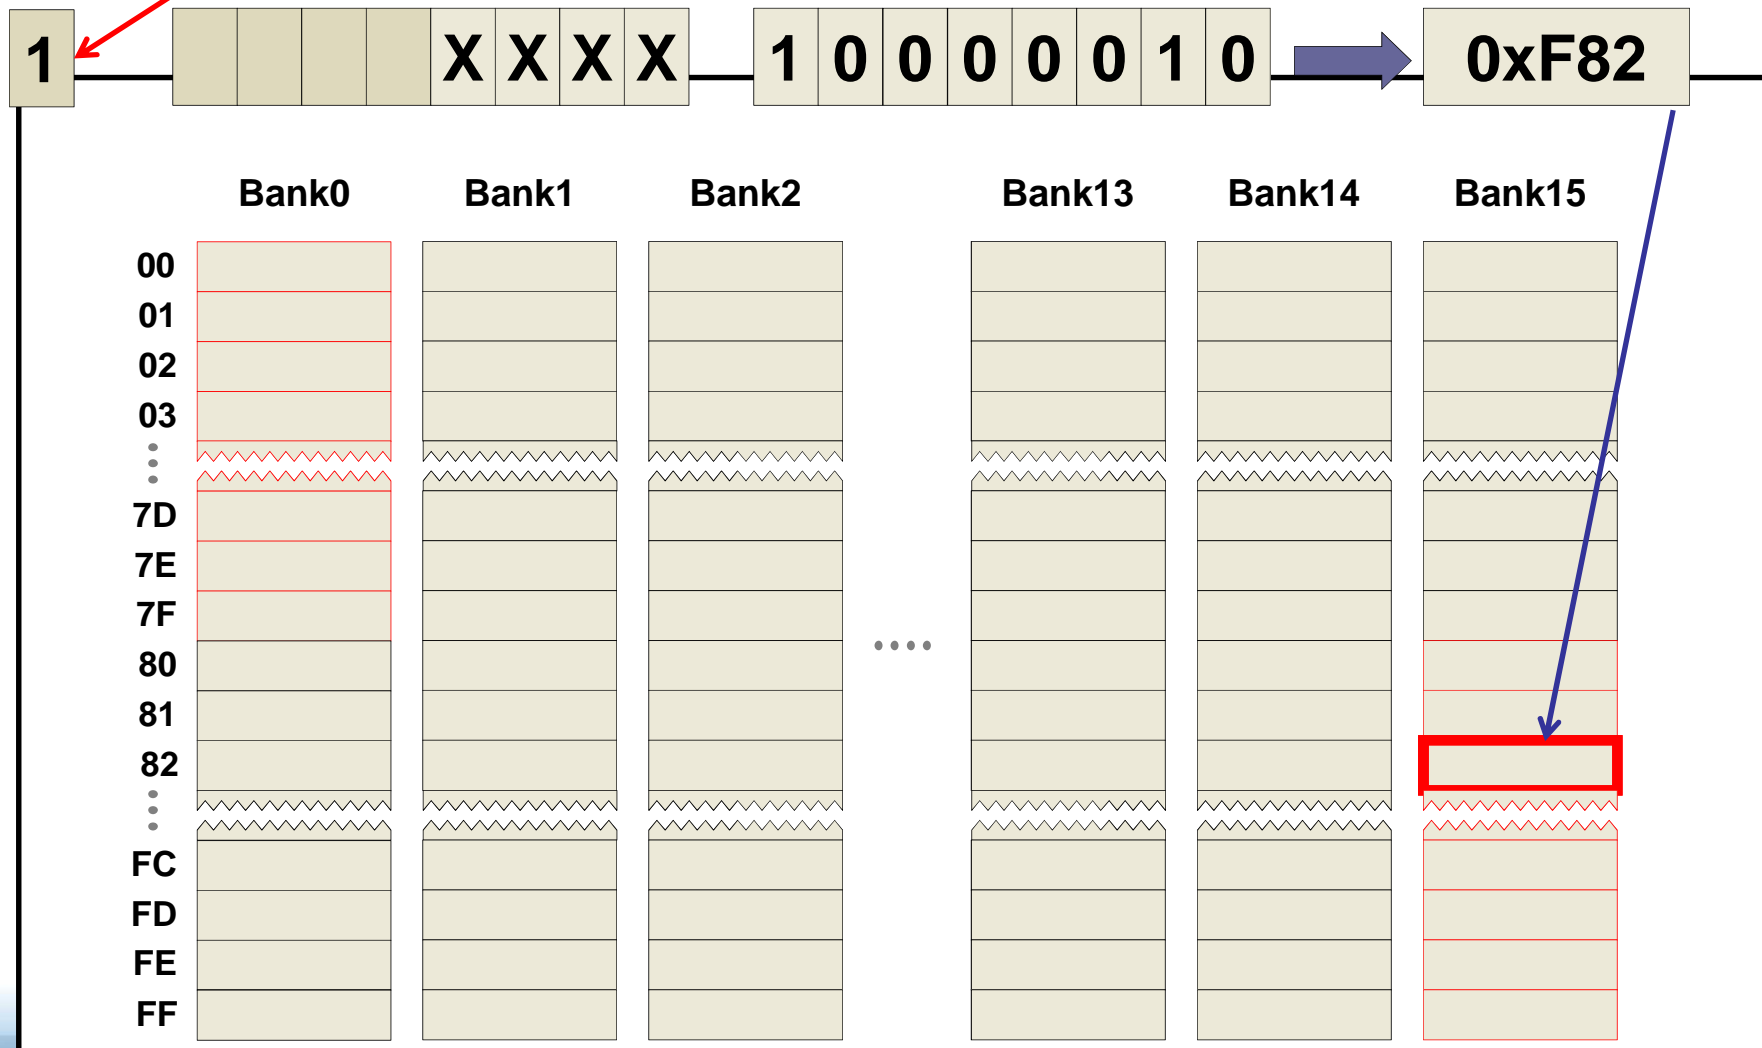 1 X X X X 1 0 0 0 0 0 1 0 0xF82
Bank0 Bank1 Bank2 Bank13 Bank14 Bank15
00
01
02
03
7D
7E
7F
80
81
82
FC
FD
FE
FF